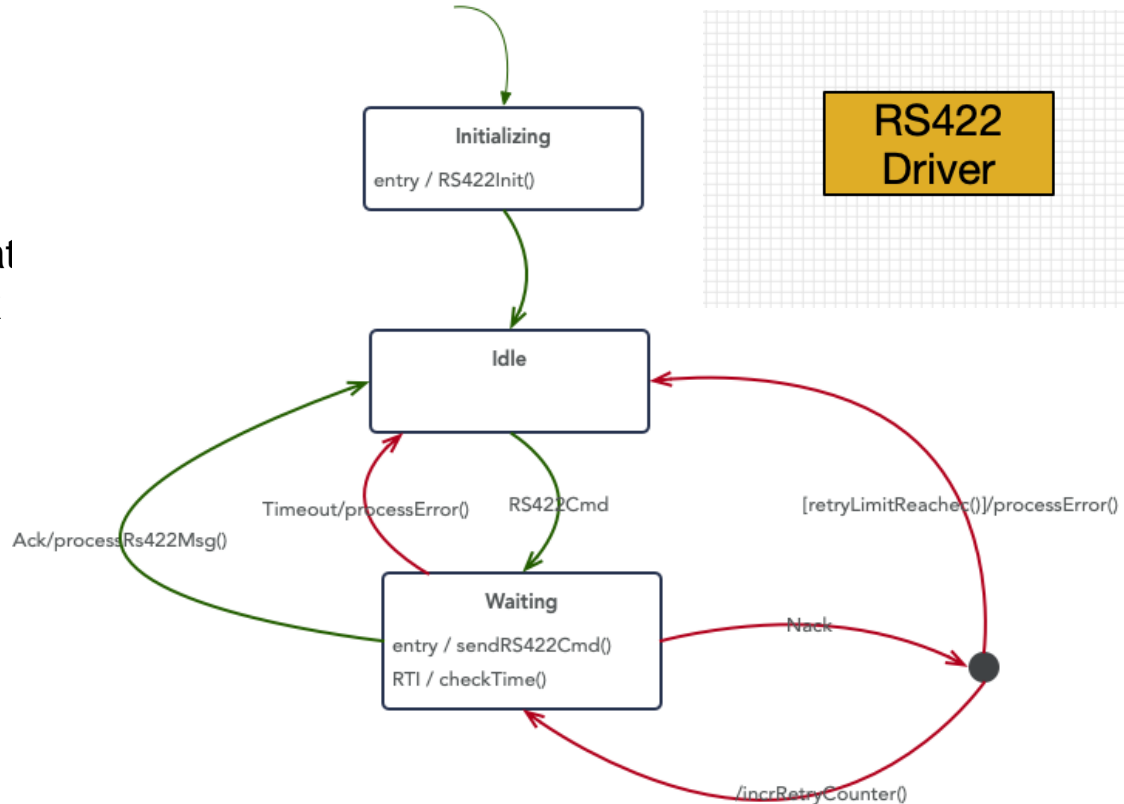 RS422
Driver
Initializing
entry / RS422Init()
at
Idle
Timeout/processError()
RS422Cmd
[retryLimitReached()]/processError()
Ack/processRs422Msg()
Waiting
entry / sendRS422Cmd()
RTI / checkTime()
Nack
/incrRetryCounter()